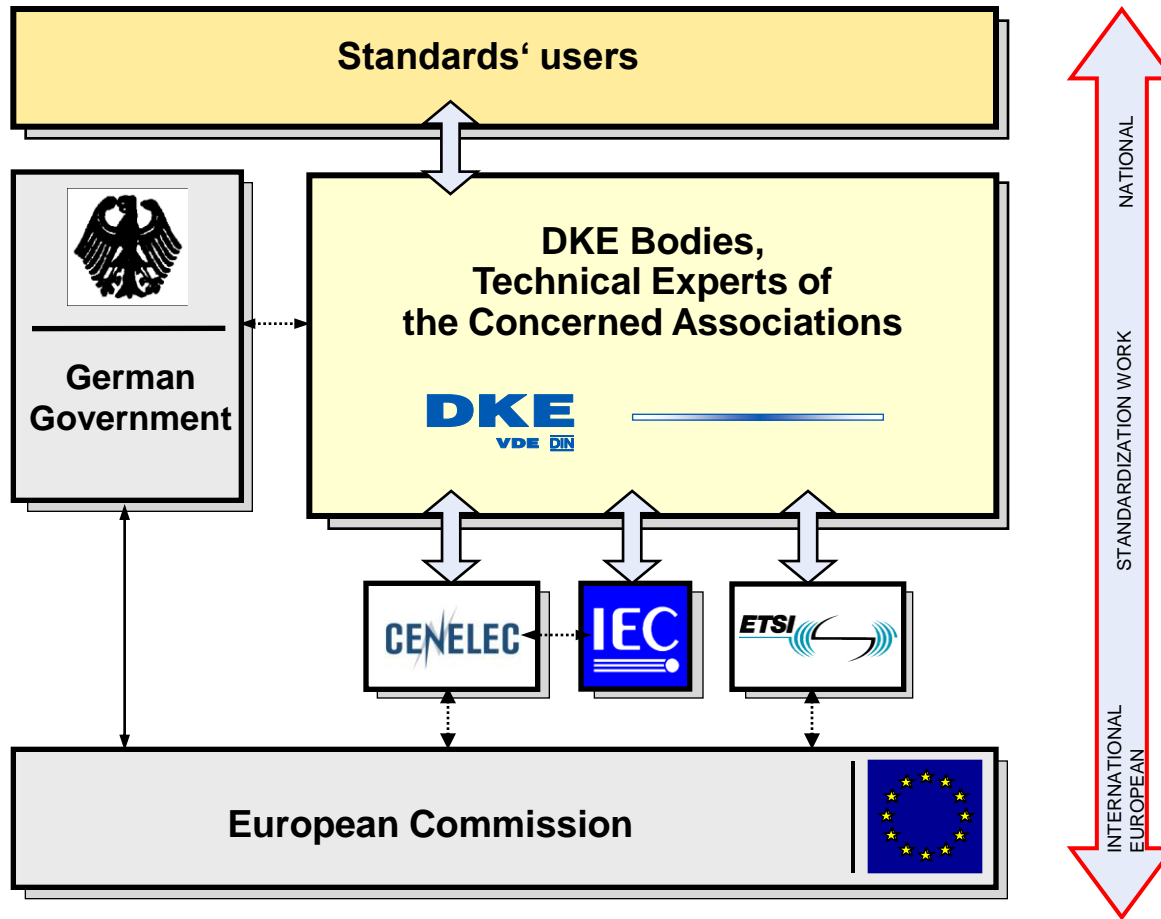 Standards‘ users
NATIONAL
DKE Bodies,
Technical Experts of
the Concerned Associations
German
Government
DKE
VDE DIN
STANDARDIZATION WORK
CENELEC
IEC
ETSI
INTERNATIONAL
EUROPEAN
European Commission